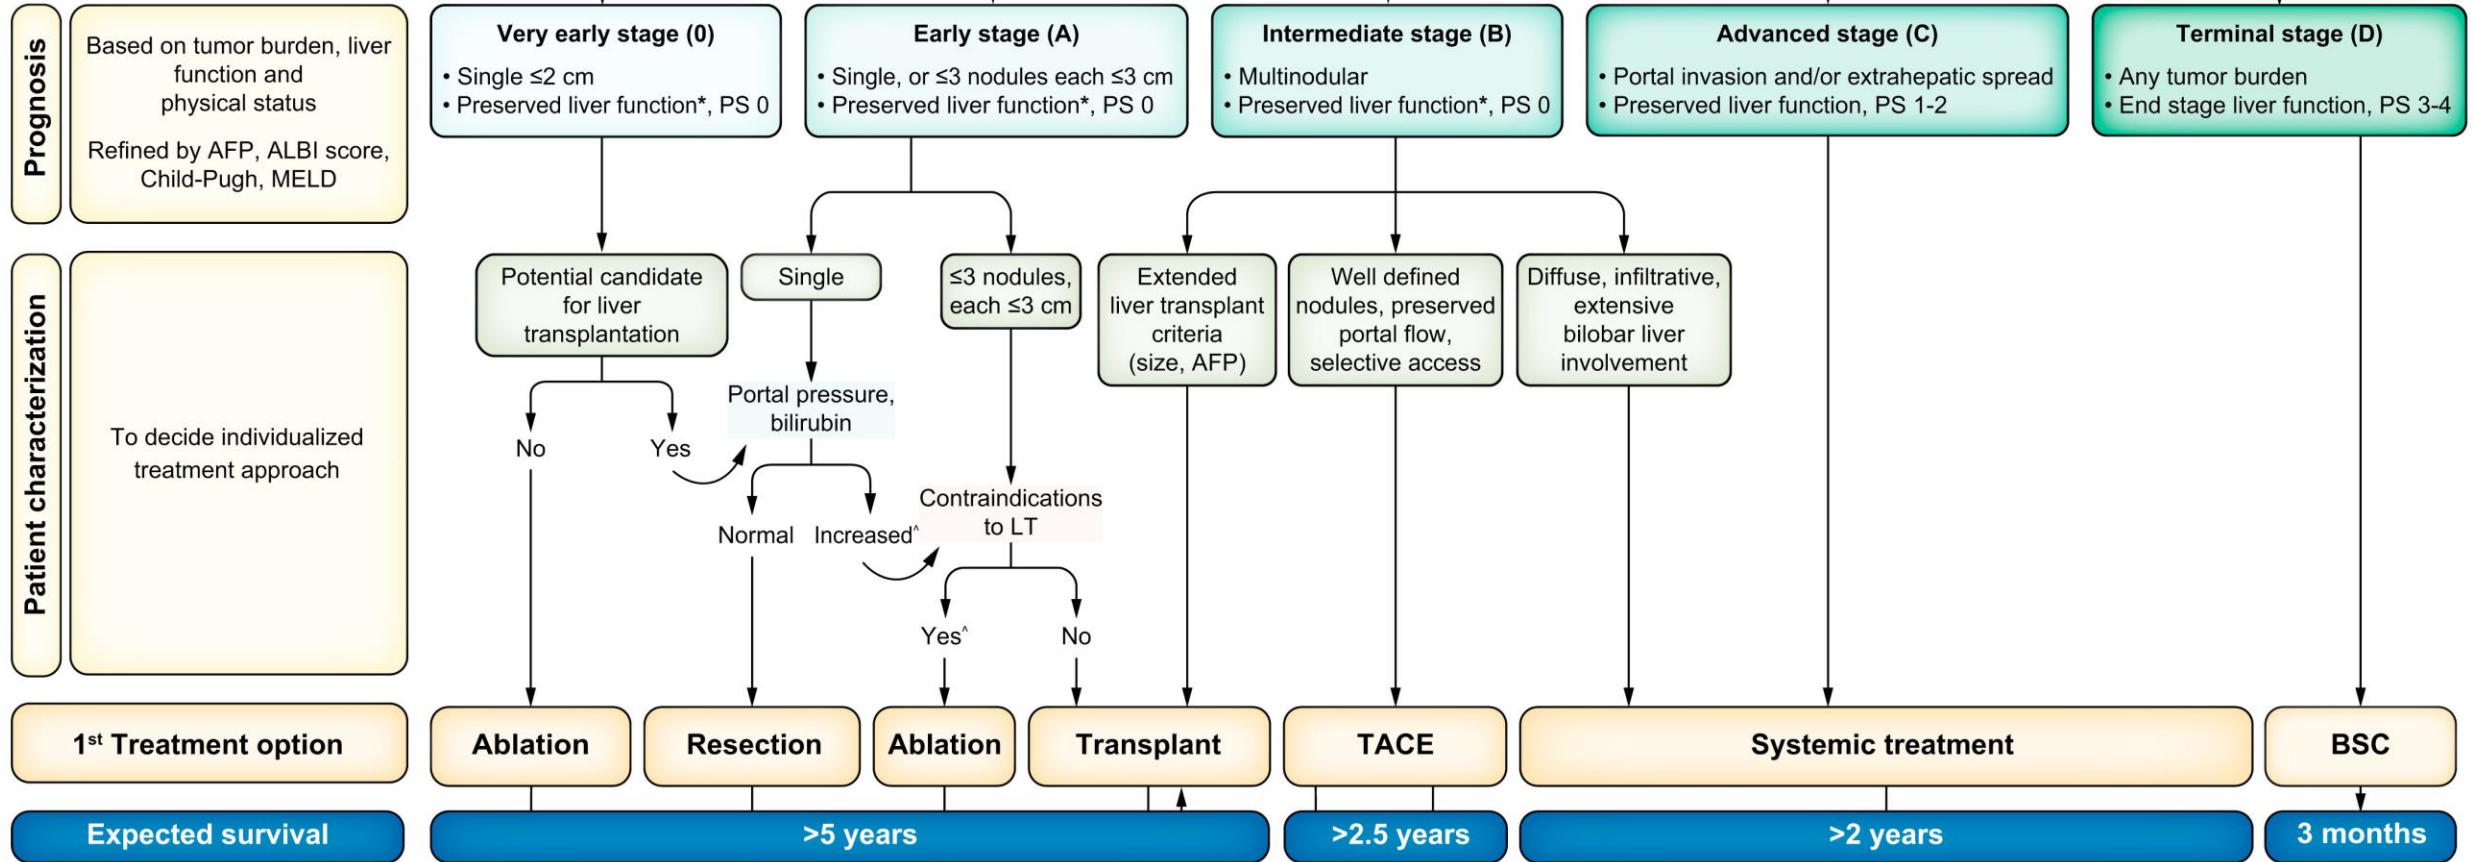 Prognosis
Based on tumor burden, liver
function and
physical status
Refined by AFP, ALBI score,
Child-Pugh, MELD
Very early stage (0)
• Single ≤2 cm
• Preserved liver function*, PS 0
Early stage (A)
• Single, or ≤3 nodules each ≤3 cm
• Preserved liver function*, PS 0
Intermediate stage (B)
• Multinodular
• Preserved liver function*, PS 0
Advanced stage (C)
• Portal invasion and/or extrahepatic spread
• Preserved liver function, PS 1-2
Terminal stage (D)
• Any tumor burden
• End stage liver function, PS 3-4
Patient characterization
To decide individualized
treatment approach
Potential candidate
for liver
transplantation
No
Yes
Single
Portal pressure,
bilirubin
Normal
Increased^
≤3 nodules,
each ≤3 cm
Contraindications
to LT
Yes^
No
Extended
liver transplant
criteria
(size, AFP)
Well defined
nodules, preserved
portal flow,
selective access
Diffuse, infiltrative,
extensive
bilobar liver
involvement
1st Treatment option
Ablation
Resection
Ablation
Transplant
TACE
Systemic treatment
BSC
Expected survival
>5 years
>2.5 years
>2 years
3 months